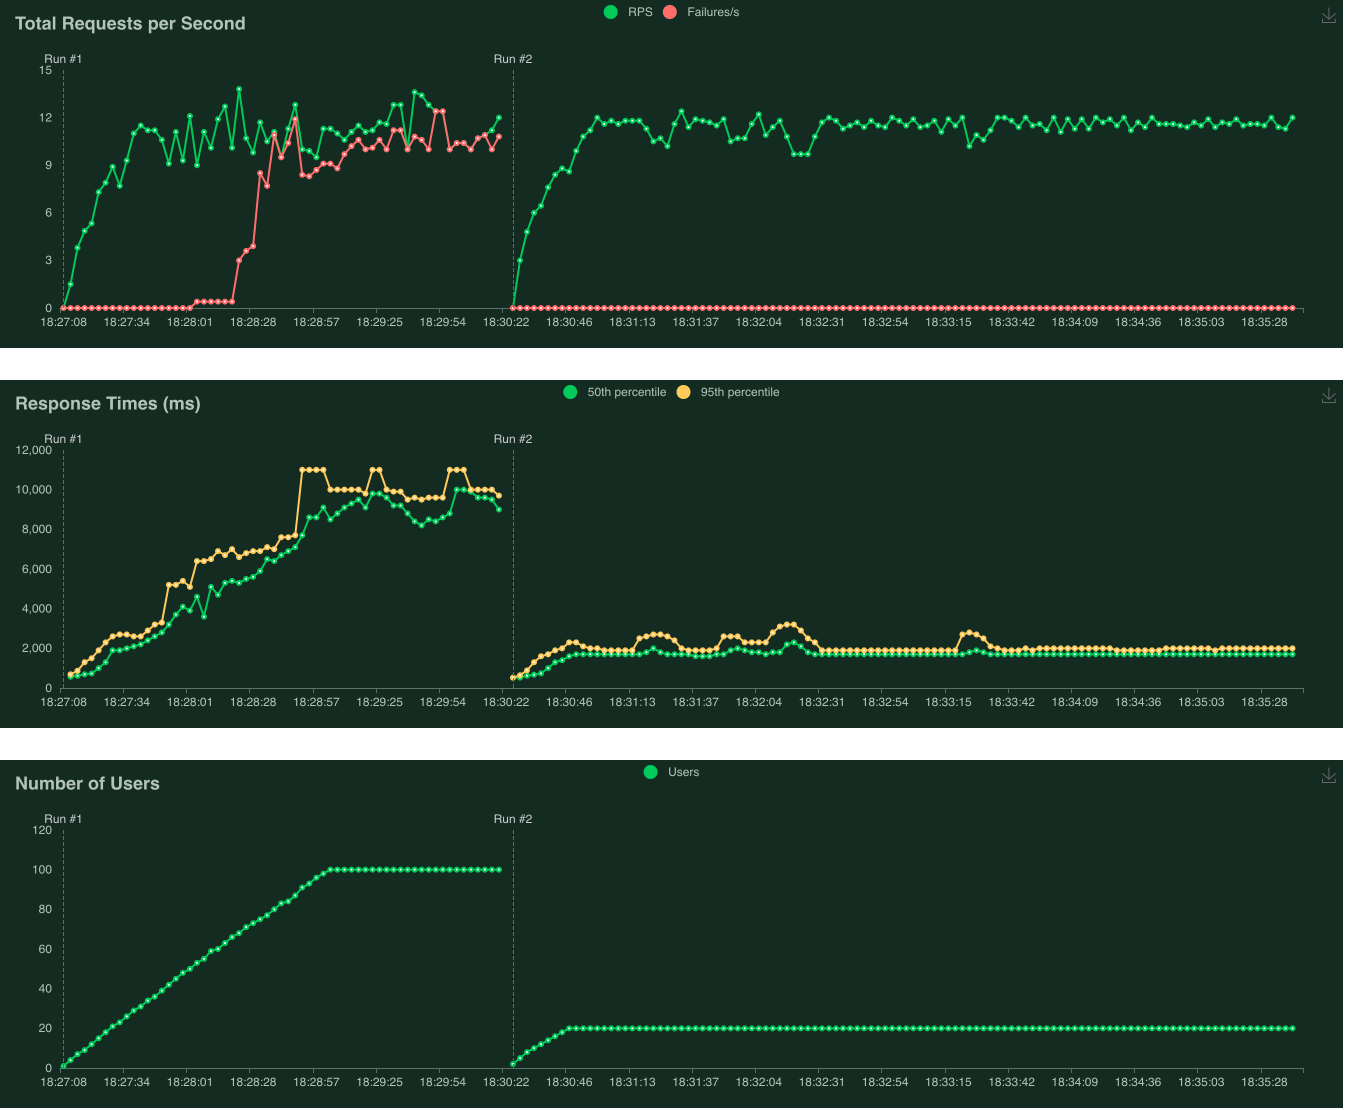 Total Requests per Second
RPS Failures/s
Run #1 Run #2
15
12
9
6
3
0
18:27:08 18:27:34 18:28:01 18:28:28 18:28:57 18:29:25 18:29:54 18:30:22 18:30:46 18:31:13 18:31:37 18:32:04 18:32:31 18:32:54 18:33:15 18:33:42 18:34:09 18:34:36 18:35:03 18:35:28
Response Times (ms)
50th percentile 95th percentile
Run #1 Run #2
12,000
10,000
8,000
6,000
4,000
2,000
0
18:27:08 18:27:34 18:28:01 18:28:28 18:28:57 18:29:25 18:29:54 18:30:22 18:30:46 18:31:13 18:31:37 18:32:04 18:32:31 18:32:54 18:33:15 18:33:42 18:34:09 18:34:36 18:35:03 18:35:28
Number of Users
Users
Run #1 Run #2
120
100
80
60
40
20
0
18:27:08 18:27:34 18:28:01 18:28:28 18:28:57 18:29:25 18:29:54 18:30:22 18:30:46 18:31:13 18:31:37 18:32:04 18:32:31 18:32:54 18:33:15 18:33:42 18:34:09 18:34:36 18:35:03 18:35:28